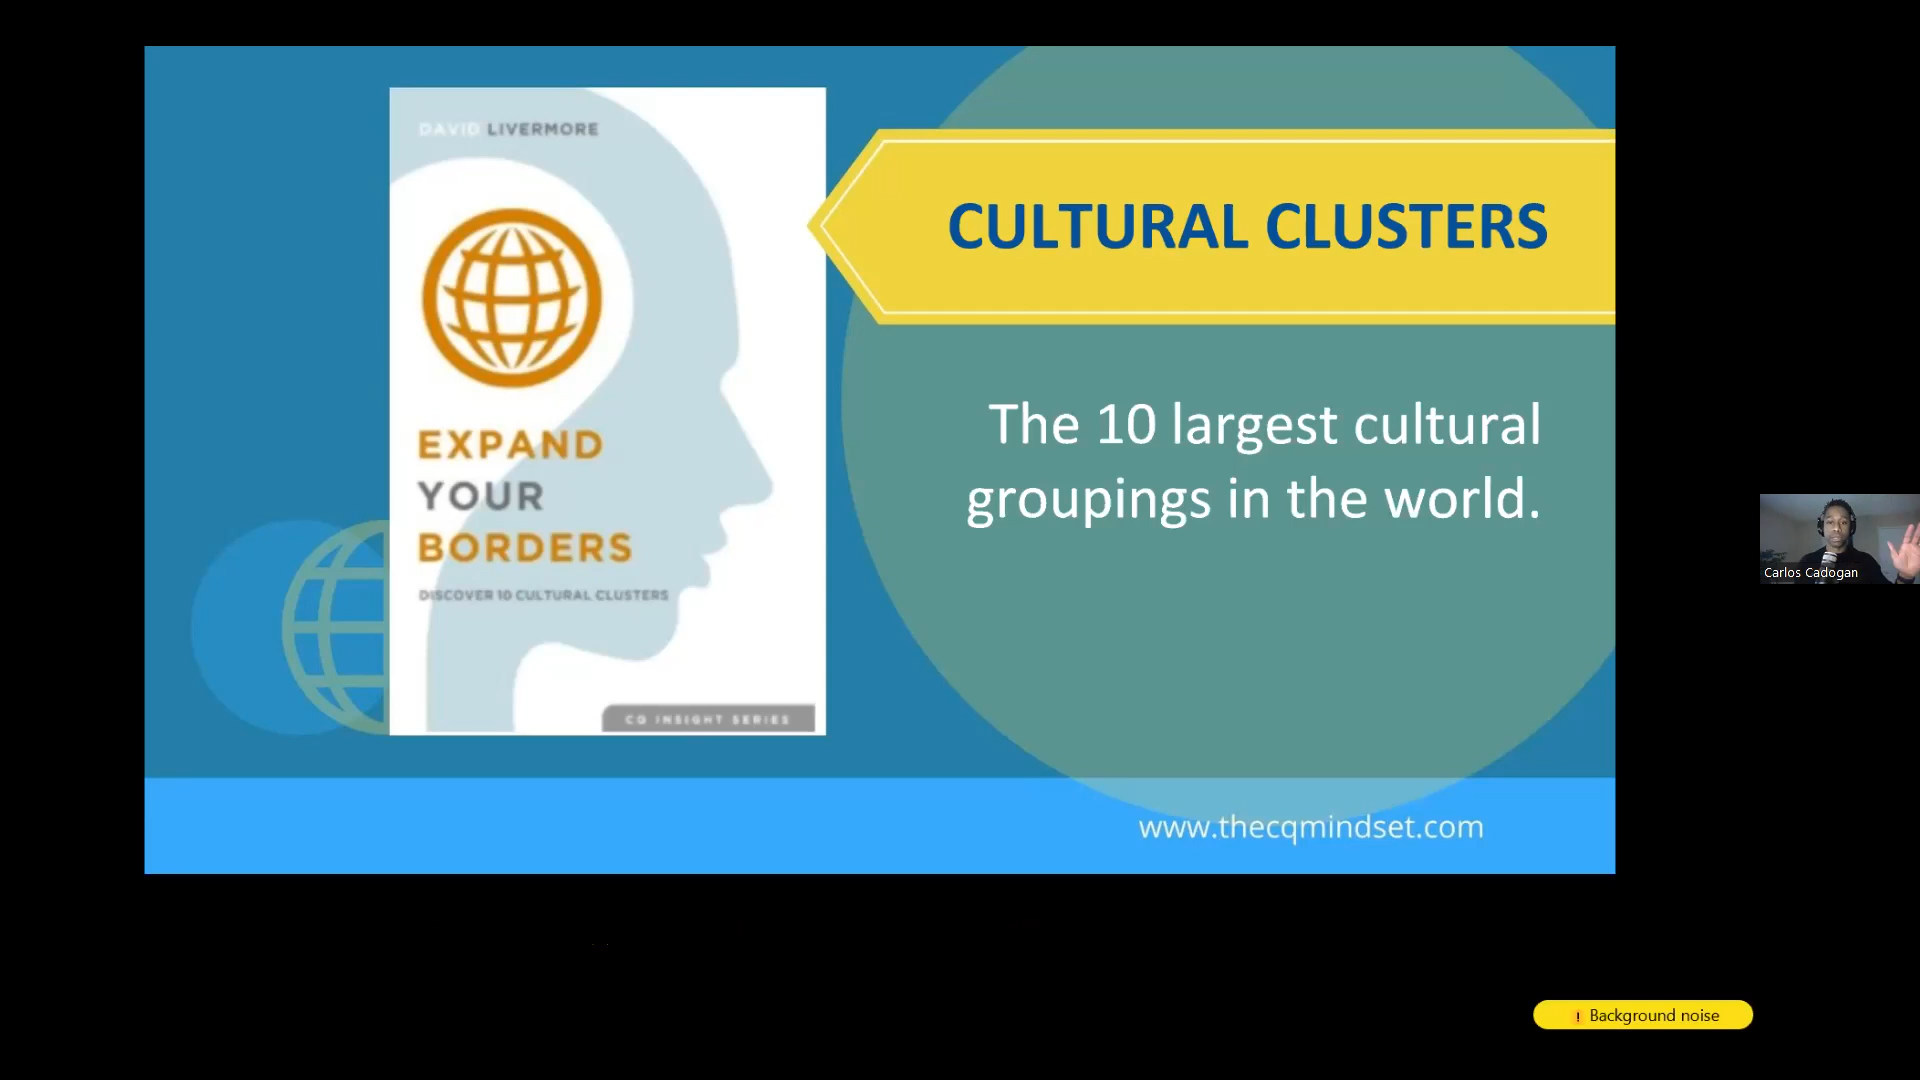 DAVID LIVERMORE
EXPAND
YOUR
BORDERS
DISCOVER 10 CULTURAL CLUSTERS
CQ INSIGHT SERIES
CULTURAL CLUSTERS
The 10 largest cultural
groupings in the world.
www.thecqmindset.com
Carlos Cadogan
! Background noise